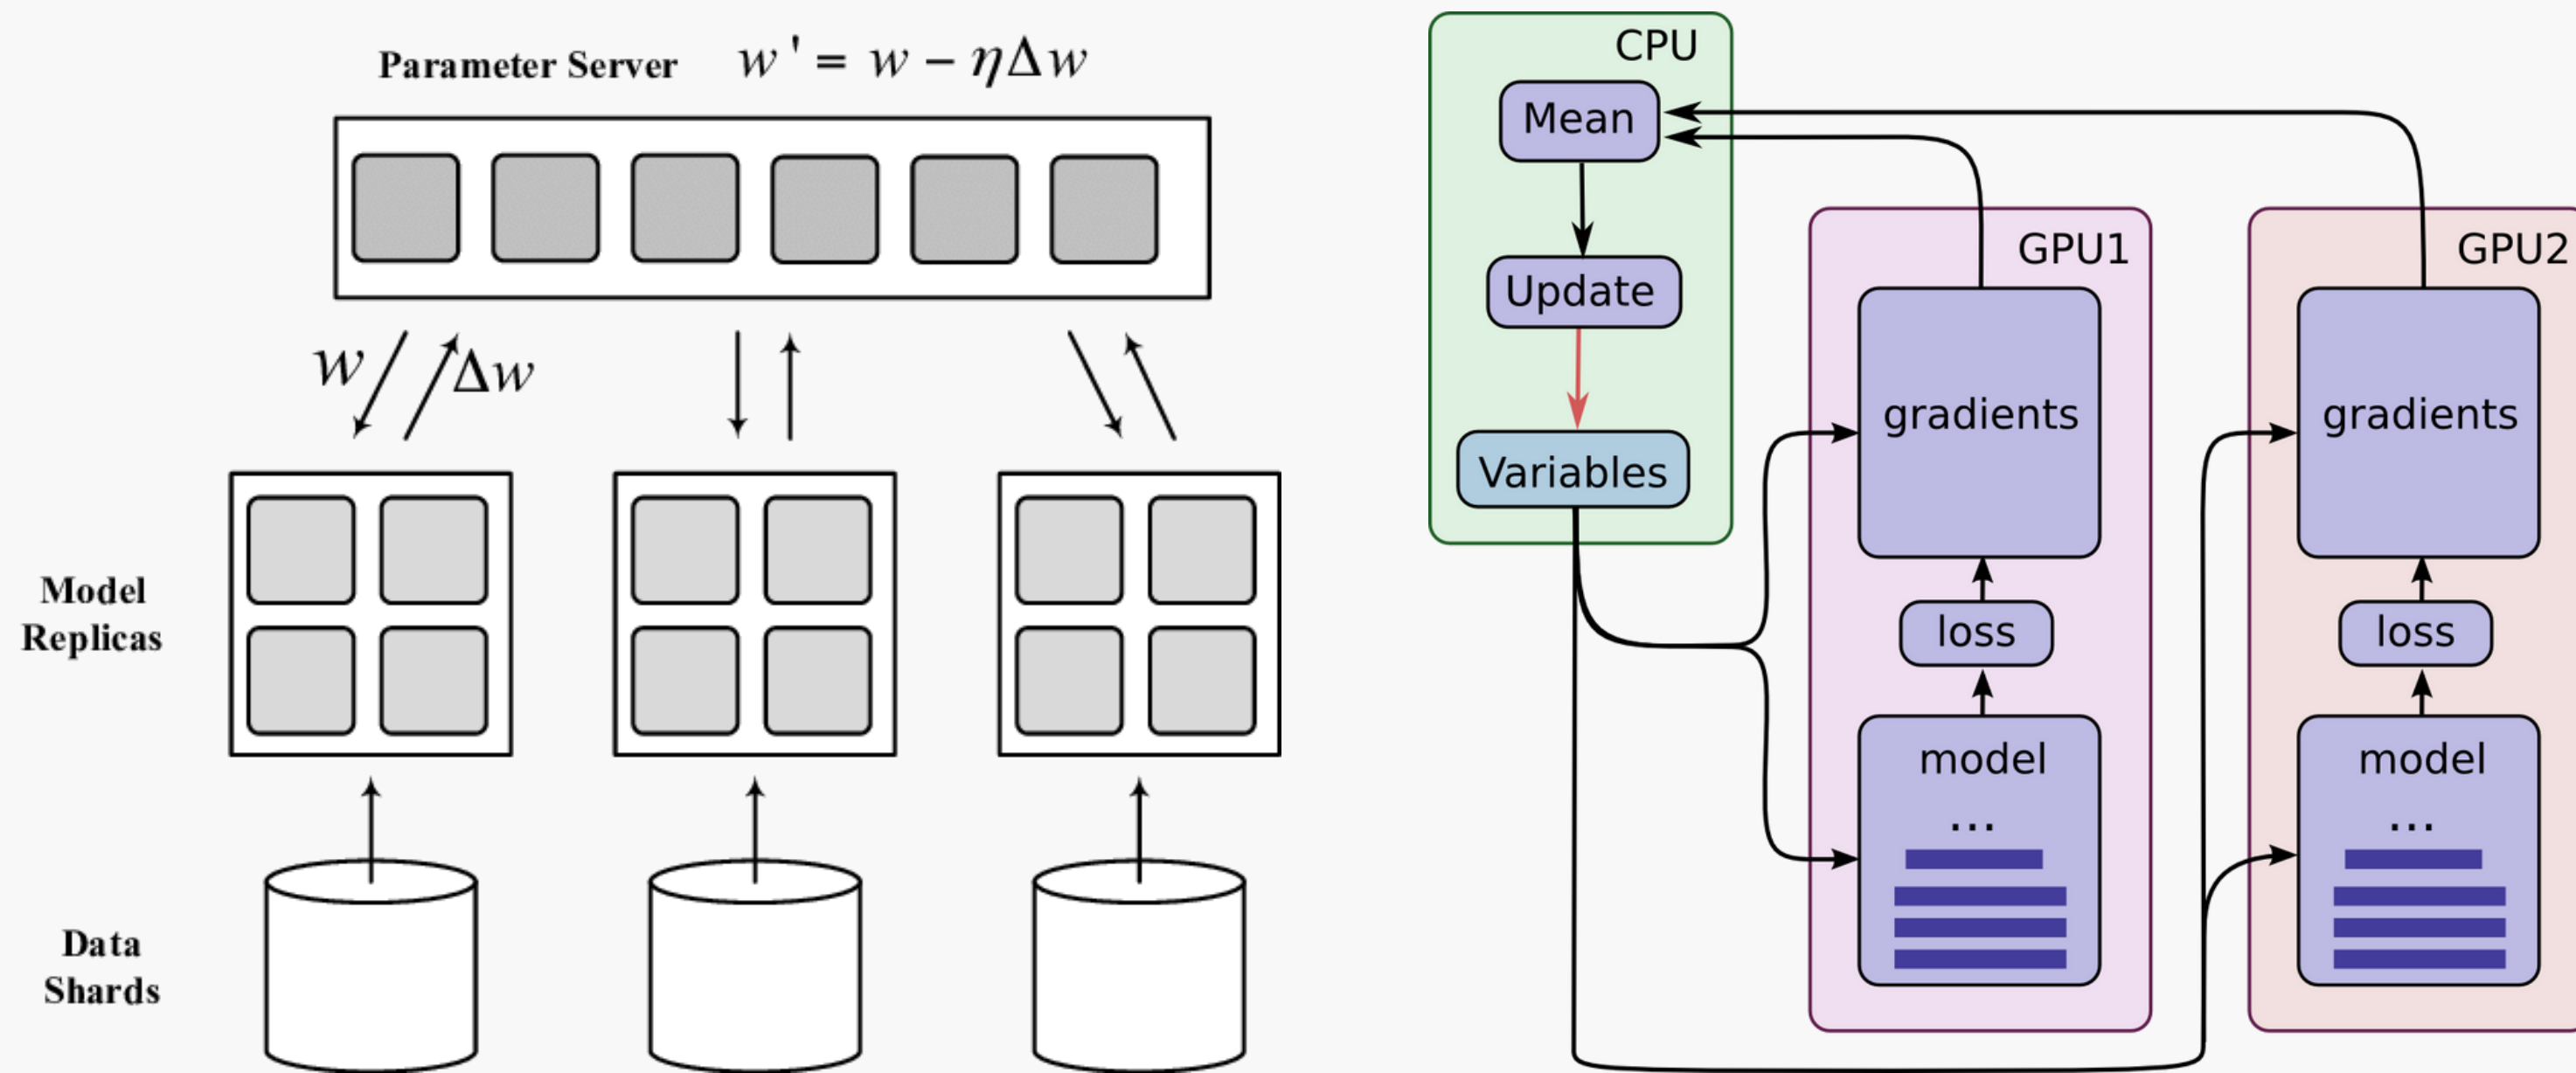 Parameter Server w' = w − ηΔw
w
Δw
Model
Replicas
Data
Shards
CPU
Mean
Update
Variables
GPU1
gradients
loss
model
...
GPU2
gradients
loss
model
...